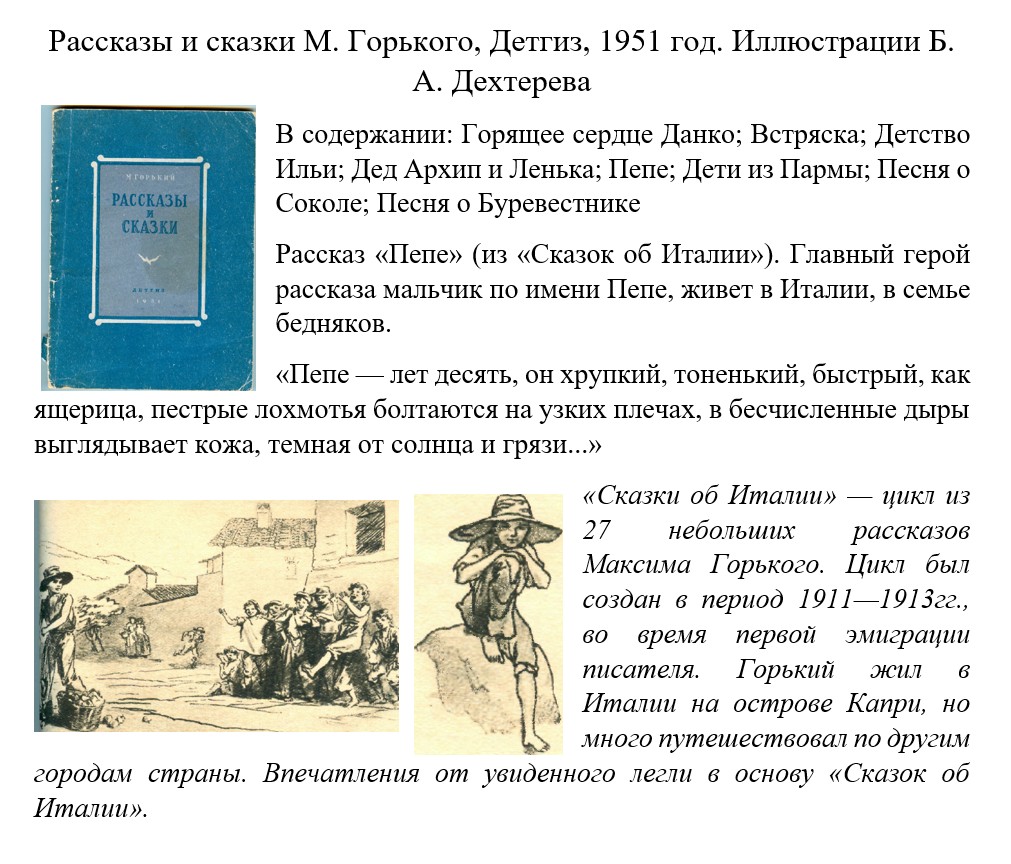 Рассказы и сказки М. Горького, Детгиз, 1951 год. Иллюстрации Б.
А. Дехтерева
М. ГОРЬКИЙ
РАССКАЗЫ
И
СКАЗКИ
ДЕТГИЗ
1951
В содержании: Горящее сердце Данко; Встряска; Детство
Ильи; Дед Архип и Ленька; Пепе; Дети из Пармы; Песня о
Соколе; Песня о Буревестнике
Рассказ «Пепе» (из «Сказок об Италии»). Главный герой
рассказа мальчик по имени Пепе, живет в Италии, в семье
бедняков.
«Пепе — лет десять, он хрупкий, тоненький, быстрый, как
ящерица, пестрые лохмотья болтаются на узких плечах, в бесчисленные дыры
выглядывает кожа, темная от солнца и грязи...»
«Сказки об Италии» — цикл из
27 небольших рассказов
Максима Горького. Цикл был
создан в период 1911—1913гг.,
во время первой эмиграции
писателя. Горький жил в
Италии на острове Капри, но
много путешествовал по другим
городам страны. Впечатления от увиденного легли в основу «Сказок об
Италии».